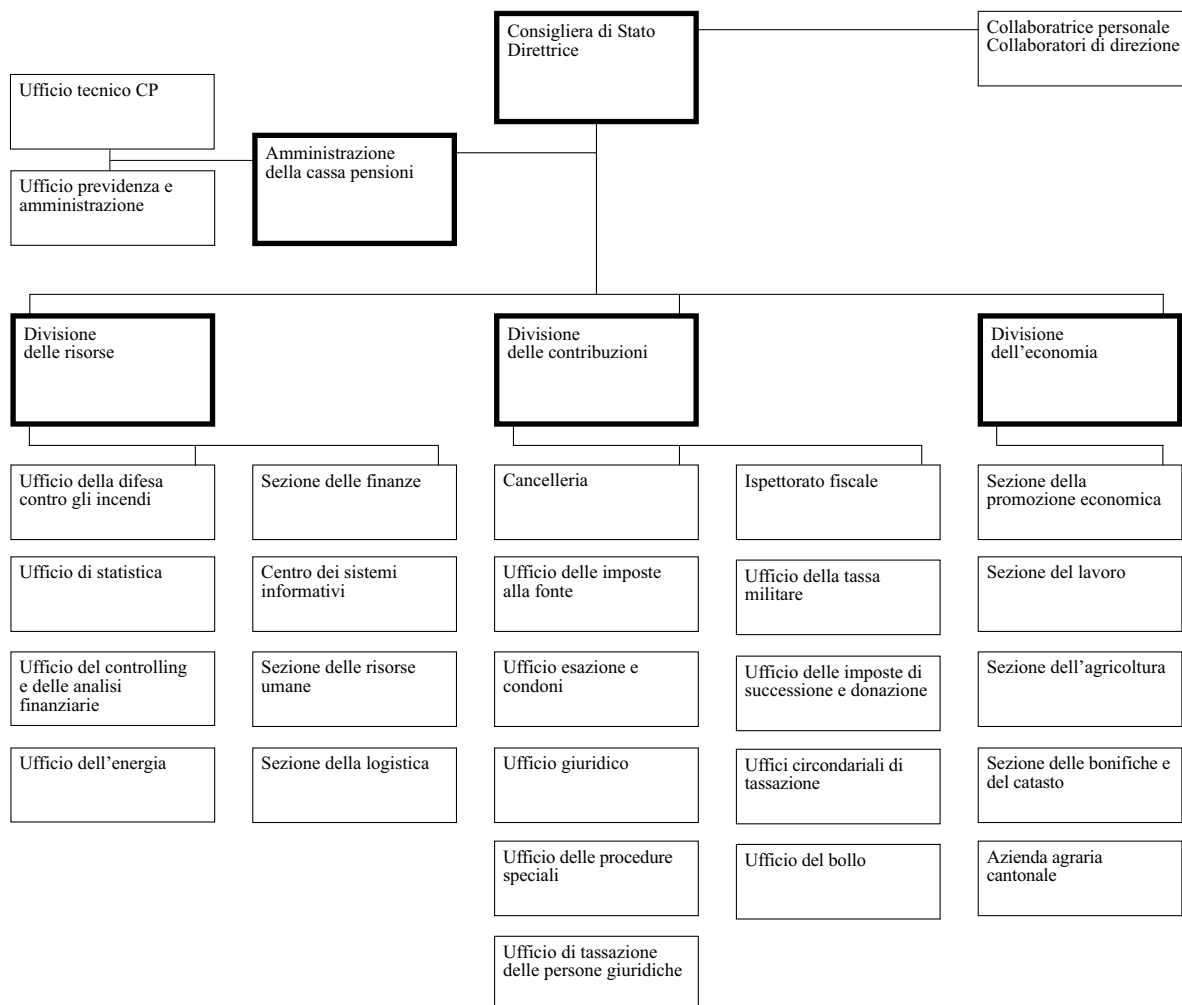 Consigliera di Stato
Direttrice
Collaboratrice personale
Collaboratori di direzione
Ufficio tecnico CP
Amministrazione
della cassa pensioni
Ufficio previdenza e
amministrazione
Divisione
delle risorse
Divisione
delle contribuzioni
Divisione
dell’economia
Ufficio della difesa
contro gli incendi
Sezione delle finanze
Cancelleria
Ispettorato fiscale
Sezione della
promozione economica
Ufficio di statistica
Centro dei sistemi
informativi
Ufficio delle imposte
alla fonte
Ufficio della tassa
militare
Sezione del lavoro
Ufficio del controlling
e delle analisi
finanziarie
Sezione delle risorse
umane
Ufficio esazione e
condoni
Ufficio delle imposte di
successione e donazione
Sezione dell’agricoltura
Ufficio dell’energia
Sezione della logistica
Ufficio giuridico
Uffici circondariali di
tassazione
Sezione delle bonifiche e
del catasto
Ufficio delle procedure
speciali
Ufficio del bollo
Azienda agraria
cantonale
Ufficio di tassazione
delle persone giuridiche